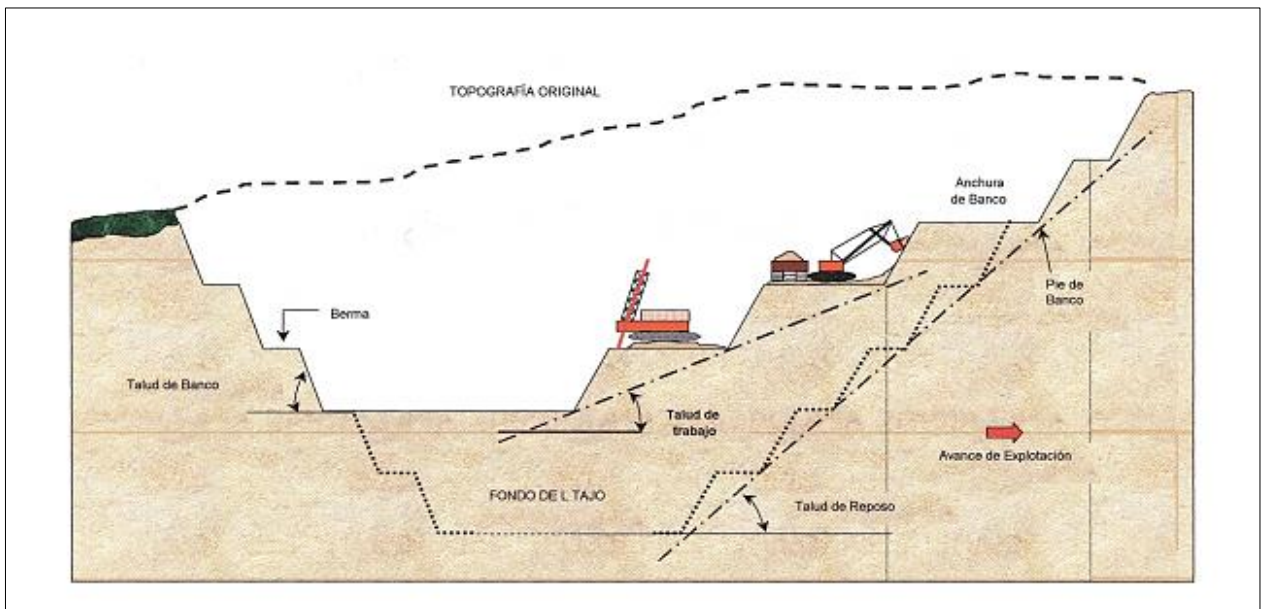 TOPOGRAFÍA ORIGINAL
Anchura
de Banco
Pie de
Banco
Berma
Talud de Banco
Talud de
trabajo
Avance de Explotación
FONDO DE L TAJO
Talud de Reposo